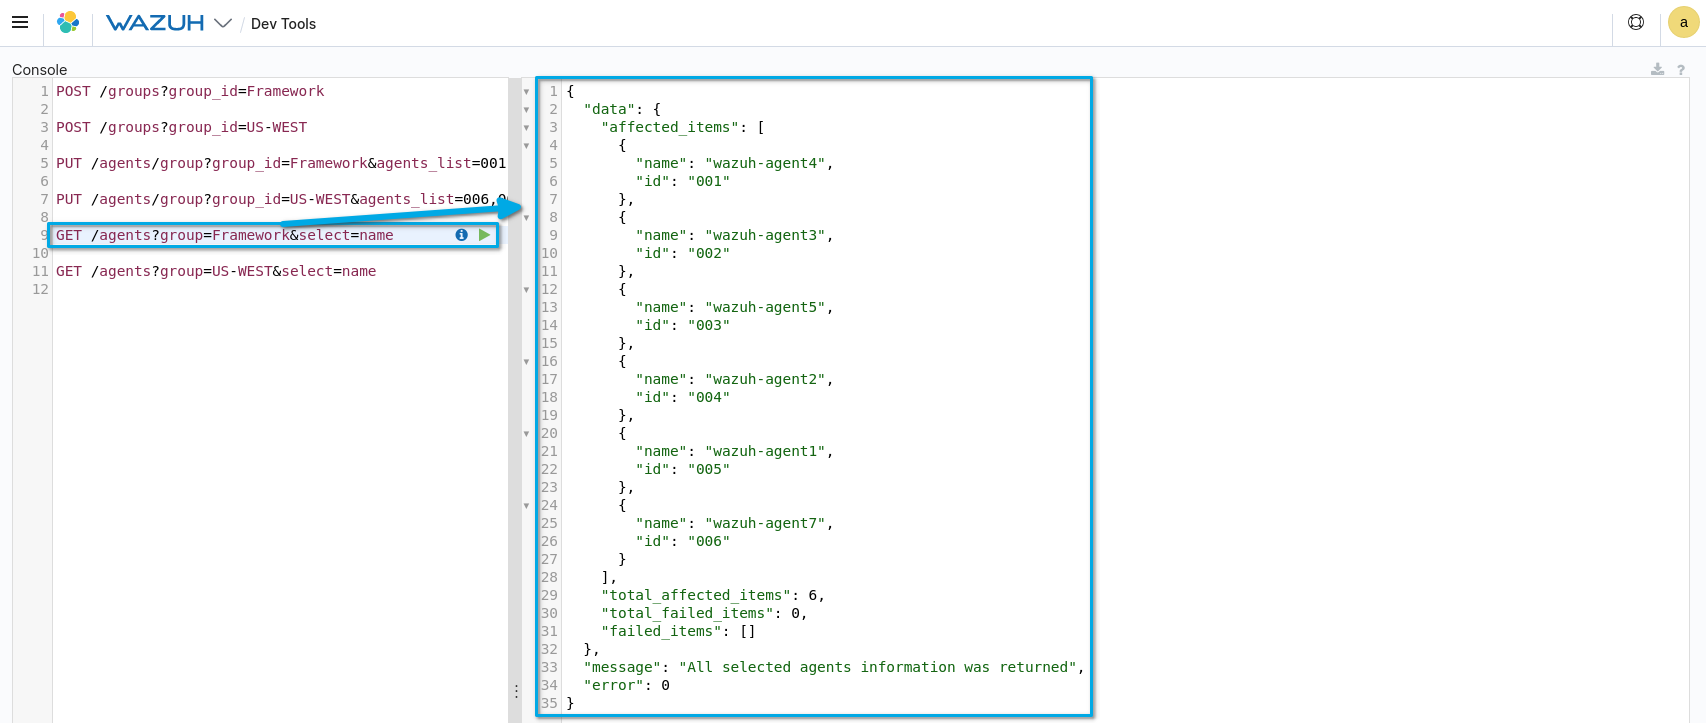 WAZUH Dev Tools a
Console ?
1 POST /groups?group_id=Framework
2
3 POST /groups?group_id=US-WEST
4
5 PUT /agents/group?group_id=Framework&agents_list=001
6
7 PUT /agents/group?group_id=US-WEST&agents_list=006,
8
9 GET /agents?group=Framework&select=name
10
11 GET /agents?group=US-WEST&select=name
12
1 {
2 "data": {
3 "affected_items": [
4 {
5 "name": "wazuh-agent4",
6 "id": "001"
7 },
8 {
9 "name": "wazuh-agent3",
10 "id": "002"
11 },
12 {
13 "name": "wazuh-agent5",
14 "id": "003"
15 },
16 {
17 "name": "wazuh-agent2",
18 "id": "004"
19 },
20 {
21 "name": "wazuh-agent1",
22 "id": "005"
23 },
24 {
25 "name": "wazuh-agent7",
26 "id": "006"
27 }
28 ],
29 "total_affected_items": 6,
30 "total_failed_items": 0,
31 "failed_items": []
32 },
33 "message": "All selected agents information was returned",
34 "error": 0
35 }